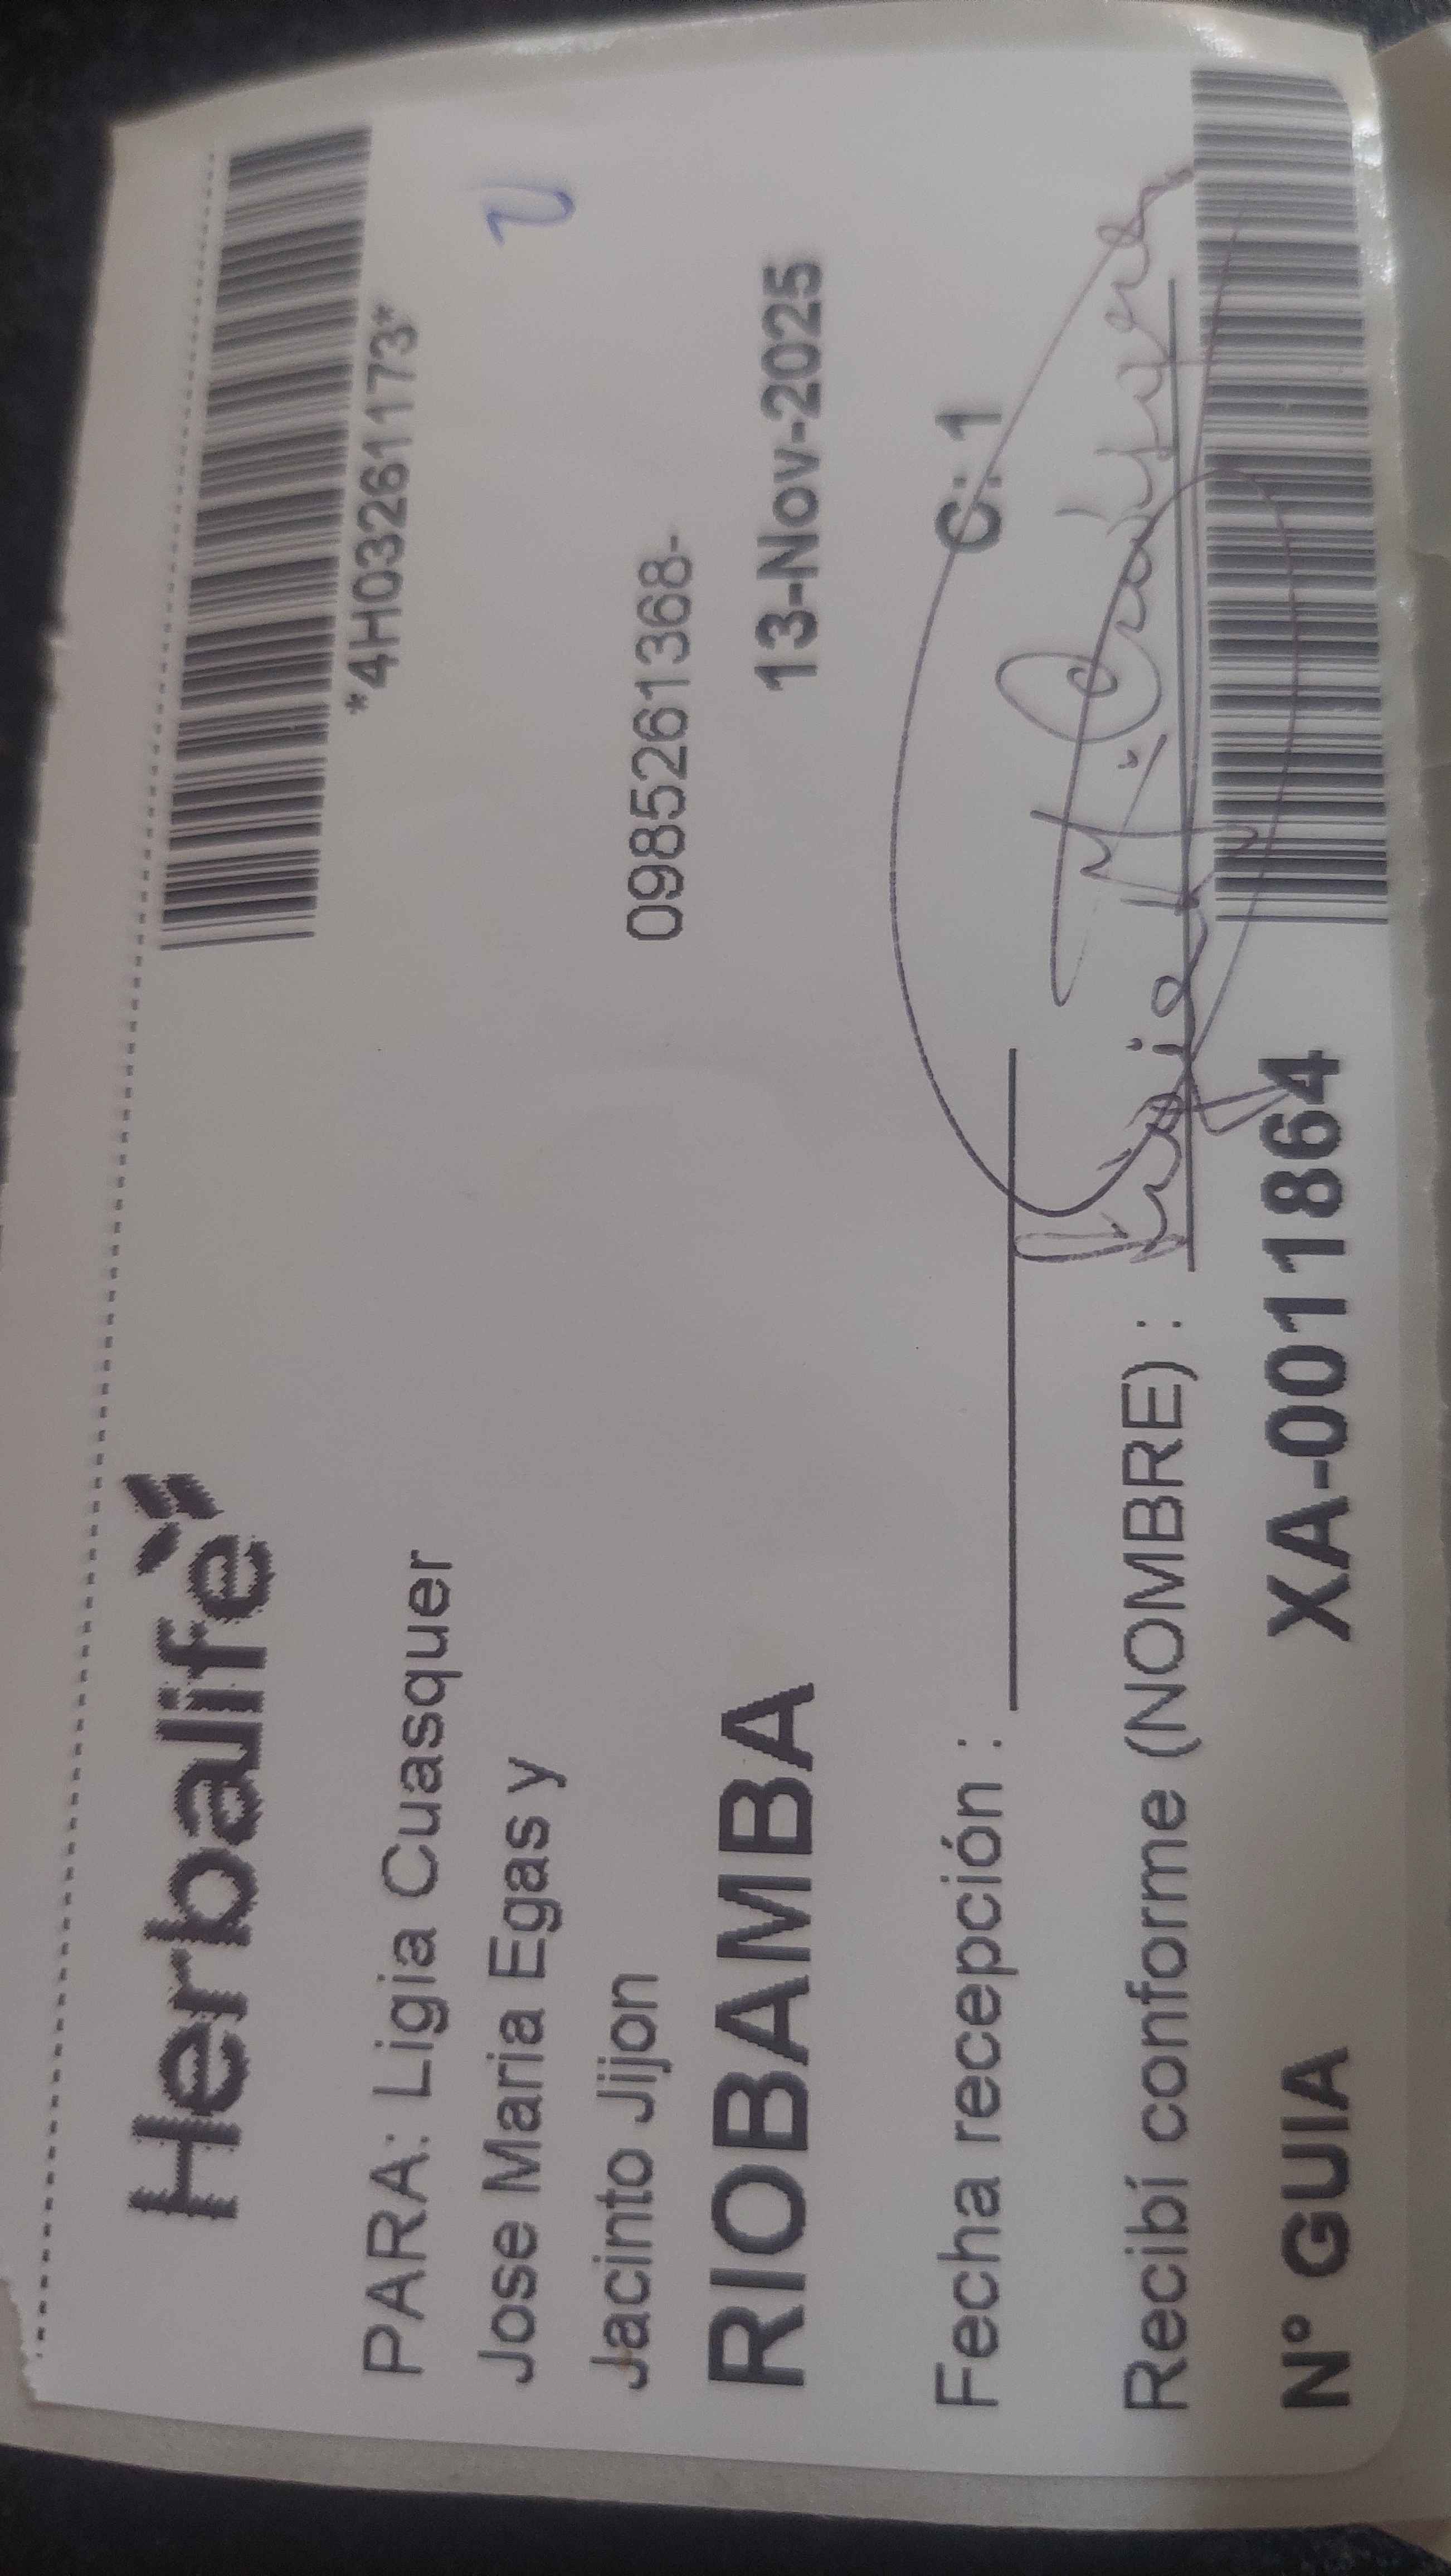 Herbalife
*4H03261173*
PARA: Ligia Cuasquer
Jose Maria Egas y
Jacinto Jijon
0985261368-
RIOBAMBA
13-Nov-2025
Fecha recepción :
C: 1
Recibí conforme (NOMBRE) : Ligia
N° GUIA XA-0011864